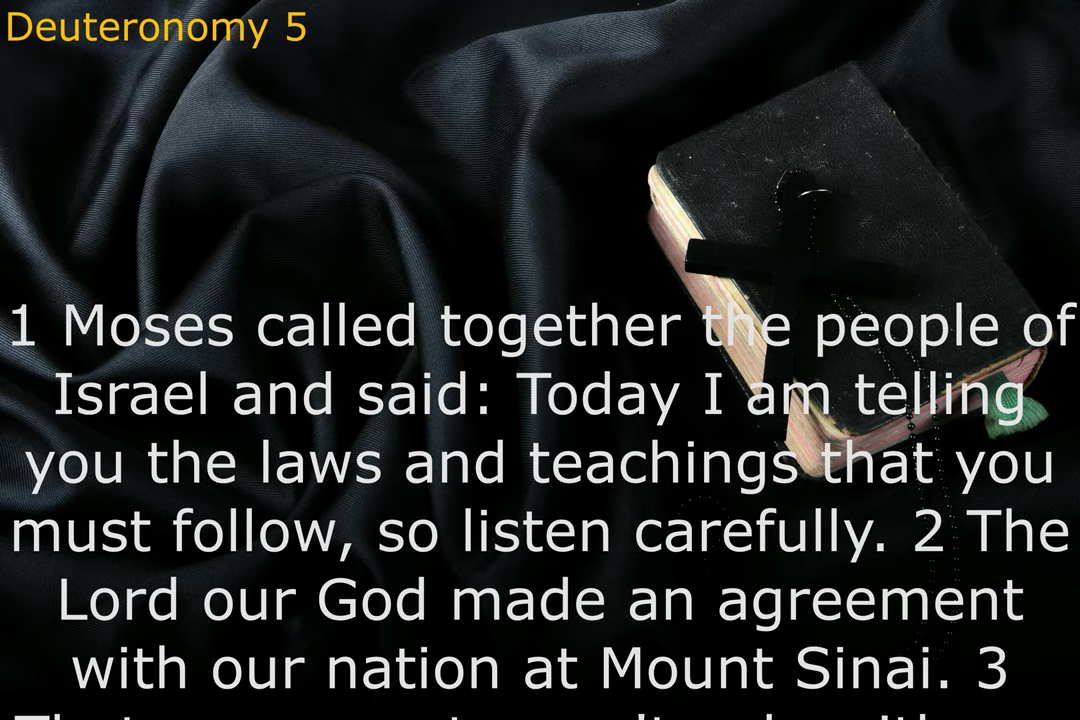 Deuteronomy 5
1 Moses called together the people of
Israel and said: Today I am telling
you the laws and teachings that you
must follow, so listen carefully. 2 The
Lord our God made an agreement
with our nation at Mount Sinai. 3